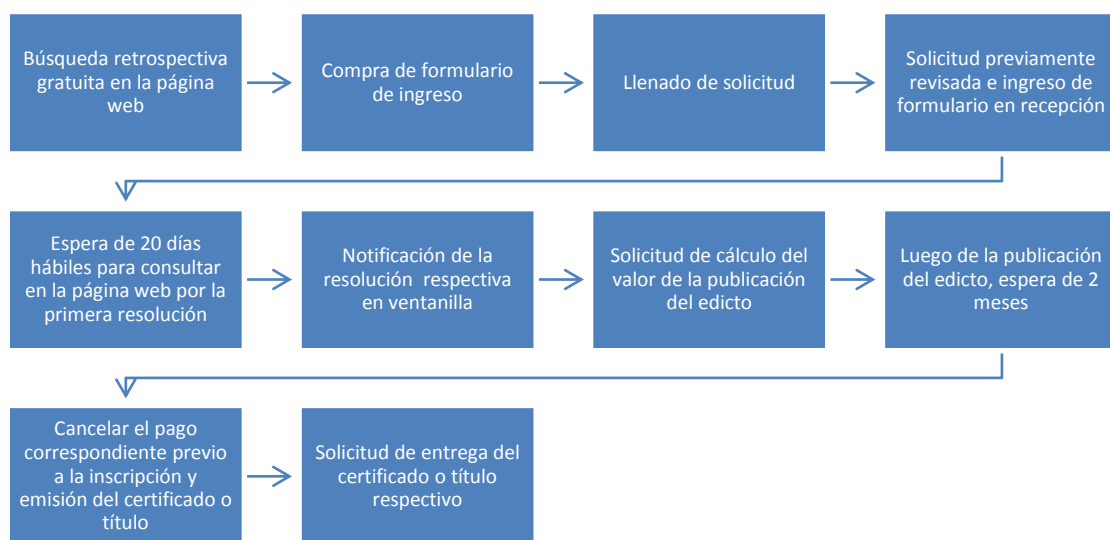 Búsqueda retrospectiva
gratuita en la página
web
Compra de formulario
de ingreso
Llenado de solicitud
Solicitud previamente
revisada e ingreso de
formulario en recepción
Espera de 20 días
hábiles para consultar
en la página web por la
primera resolución
Notificación de la
resolución respectiva
en ventanilla
Solicitud de cálculo del
valor de la publicación
del edicto
Luego de la publicación
del edicto, espera de 2
meses
Cancelar el pago
correspondiente previo
a la inscripción y
emisión del certificado o
título
Solicitud de entrega del
certificado o título
respectivo